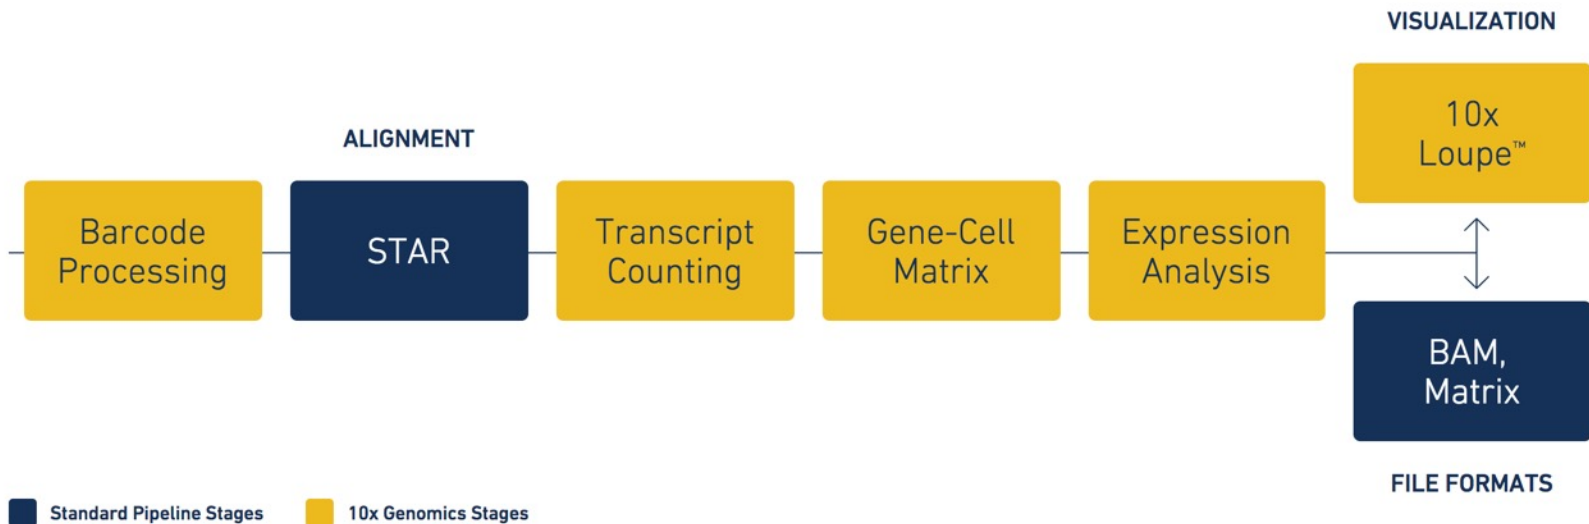 VISUALIZATION
10x
Loupe™
ALIGNMENT
Barcode
Processing
STAR
Transcript
Counting
Gene-Cell
Matrix
Expression
Analysis
BAM,
Matrix
FILE FORMATS
Standard Pipeline Stages
10x Genomics Stages